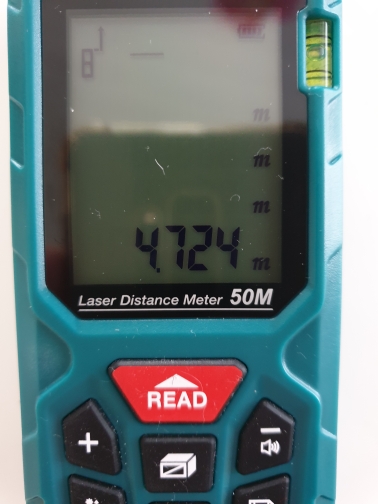 m
m
m
4.724 m
Laser Distance Meter 50M
READ
+